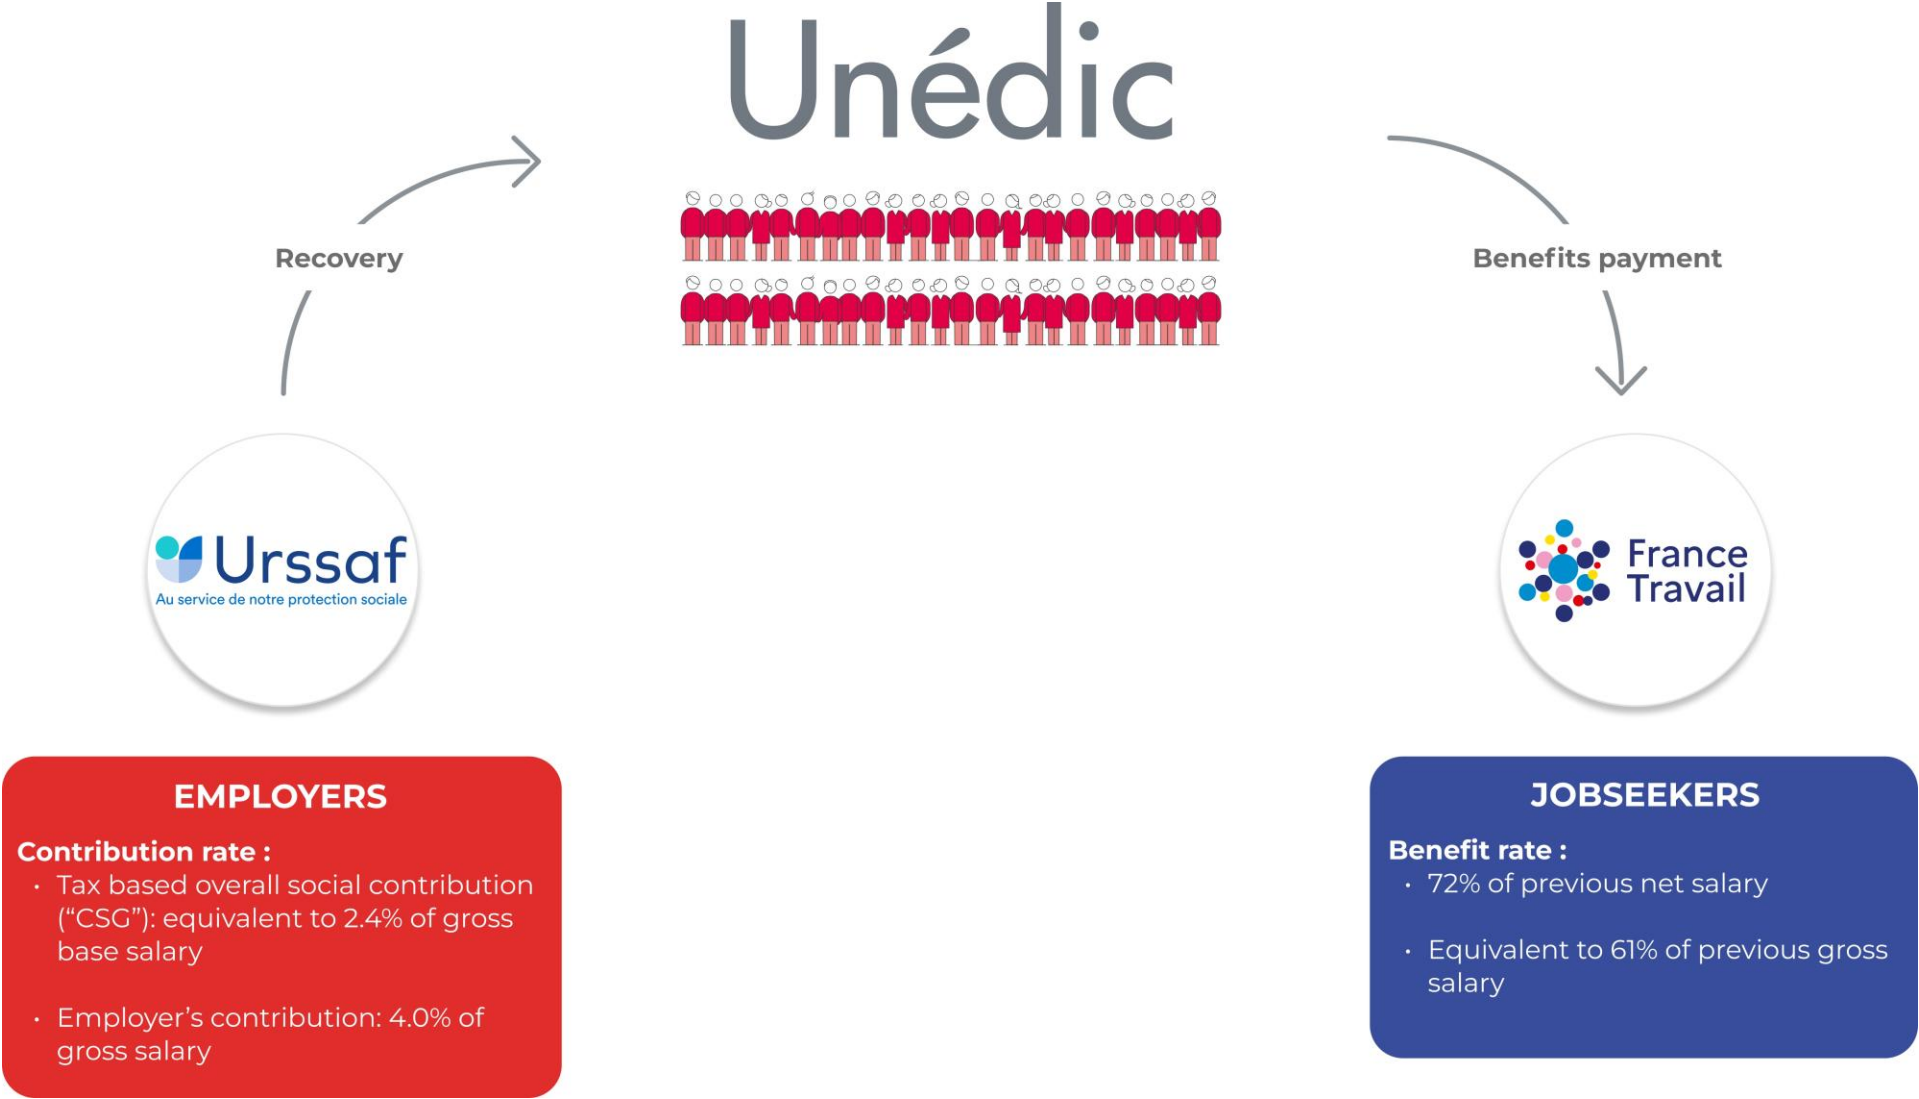 Unédic
Recovery
Benefits payment
Urssaf
Au service de notre protection sociale
France
Travail
EMPLOYERS
Contribution rate :
• Tax based overall social contribution
(“CSG”): equivalent to 2.4% of gross
base salary
• Employer’s contribution: 4.0% of
gross salary
JOBSEEKERS
Benefit rate :
• 72% of previous net salary
• Equivalent to 61% of previous gross
salary